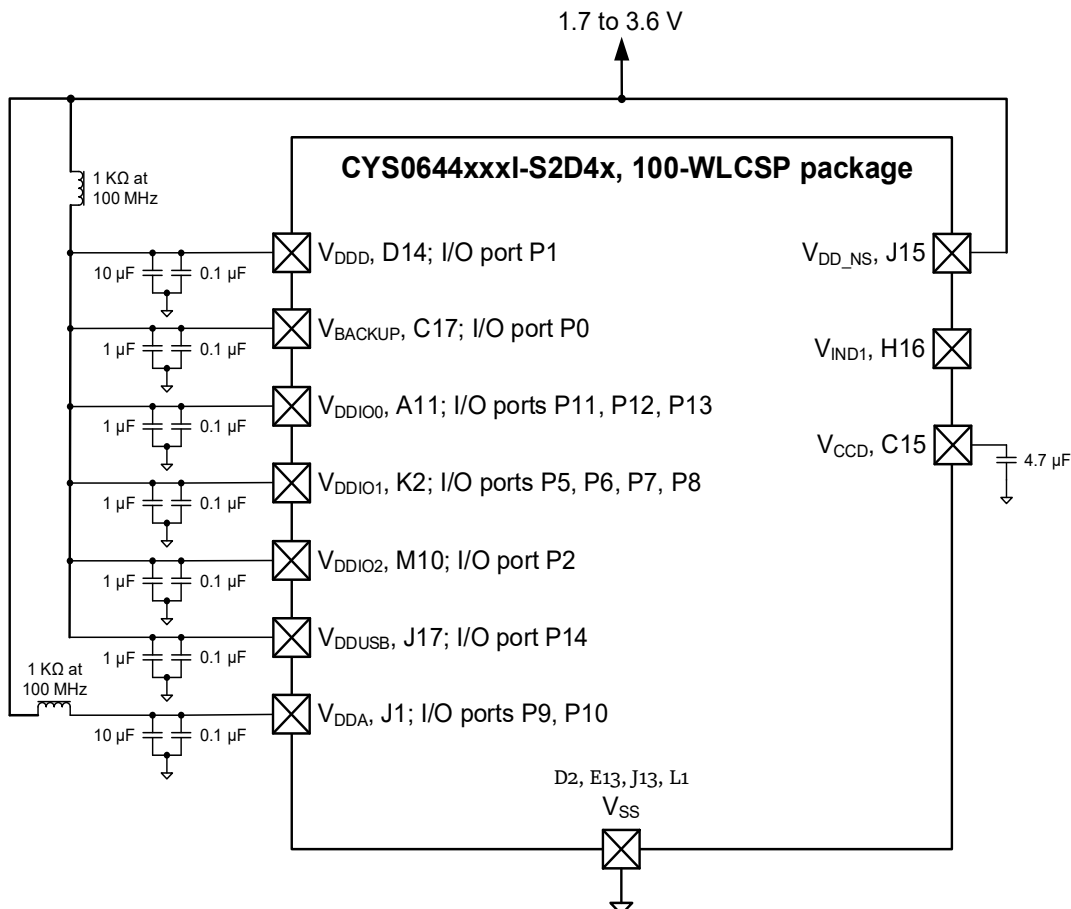 1.7 to 3.6 V
CYS0644xxxI-S2D4x, 100-WLCSP package
1 KΩ at
100 MHz
VDDD, D14; I/O port P1
10 µF
0.1 µF
VBACKUP, C17; I/O port P0
1 µF
0.1 µF
VDDIO0, A11; I/O ports P11, P12, P13
1 µF
0.1 µF
VDDIO1, K2; I/O ports P5, P6, P7, P8
1 µF
0.1 µF
VDDIO2, M10; I/O port P2
1 µF
0.1 µF
VDDUSB, J17; I/O port P14
1 µF
0.1 µF
1 KΩ at
100 MHz
VDDA, J1; I/O ports P9, P10
10 µF
0.1 µF
VDD_NS, J15
VIND1, H16
VCCD, C15
4.7 µF
D2, E13, J13, L1
VSS